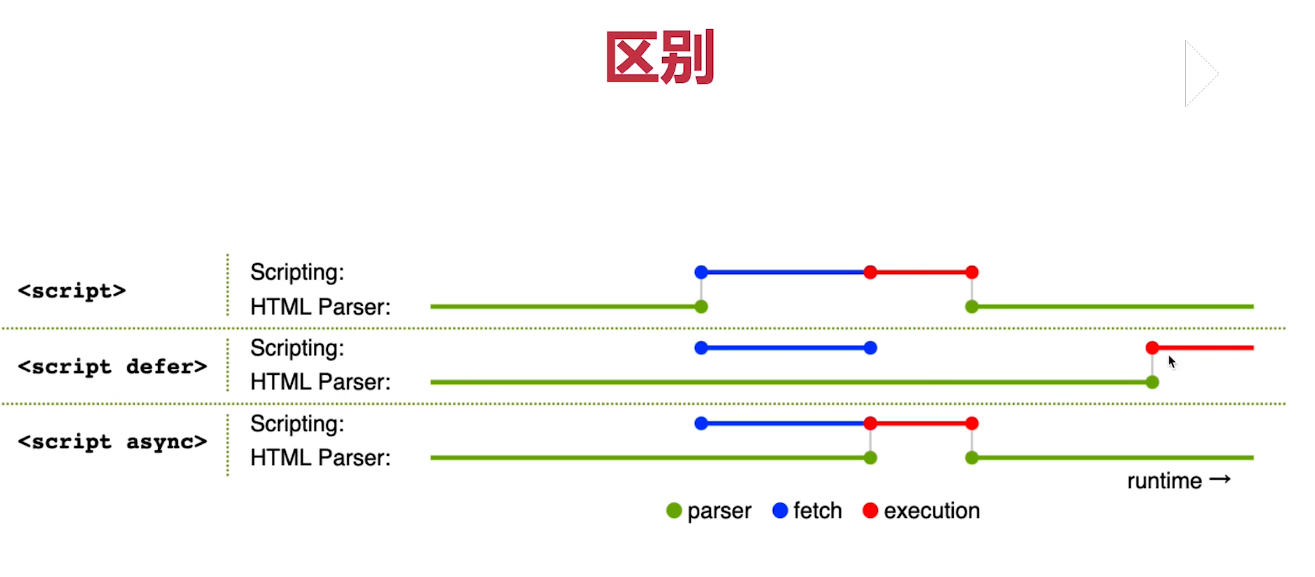 区别
<script>
Scripting:
HTML Parser:
<script defer>
Scripting:
HTML Parser:
<script async>
Scripting:
HTML Parser:
runtime →
parser fetch execution